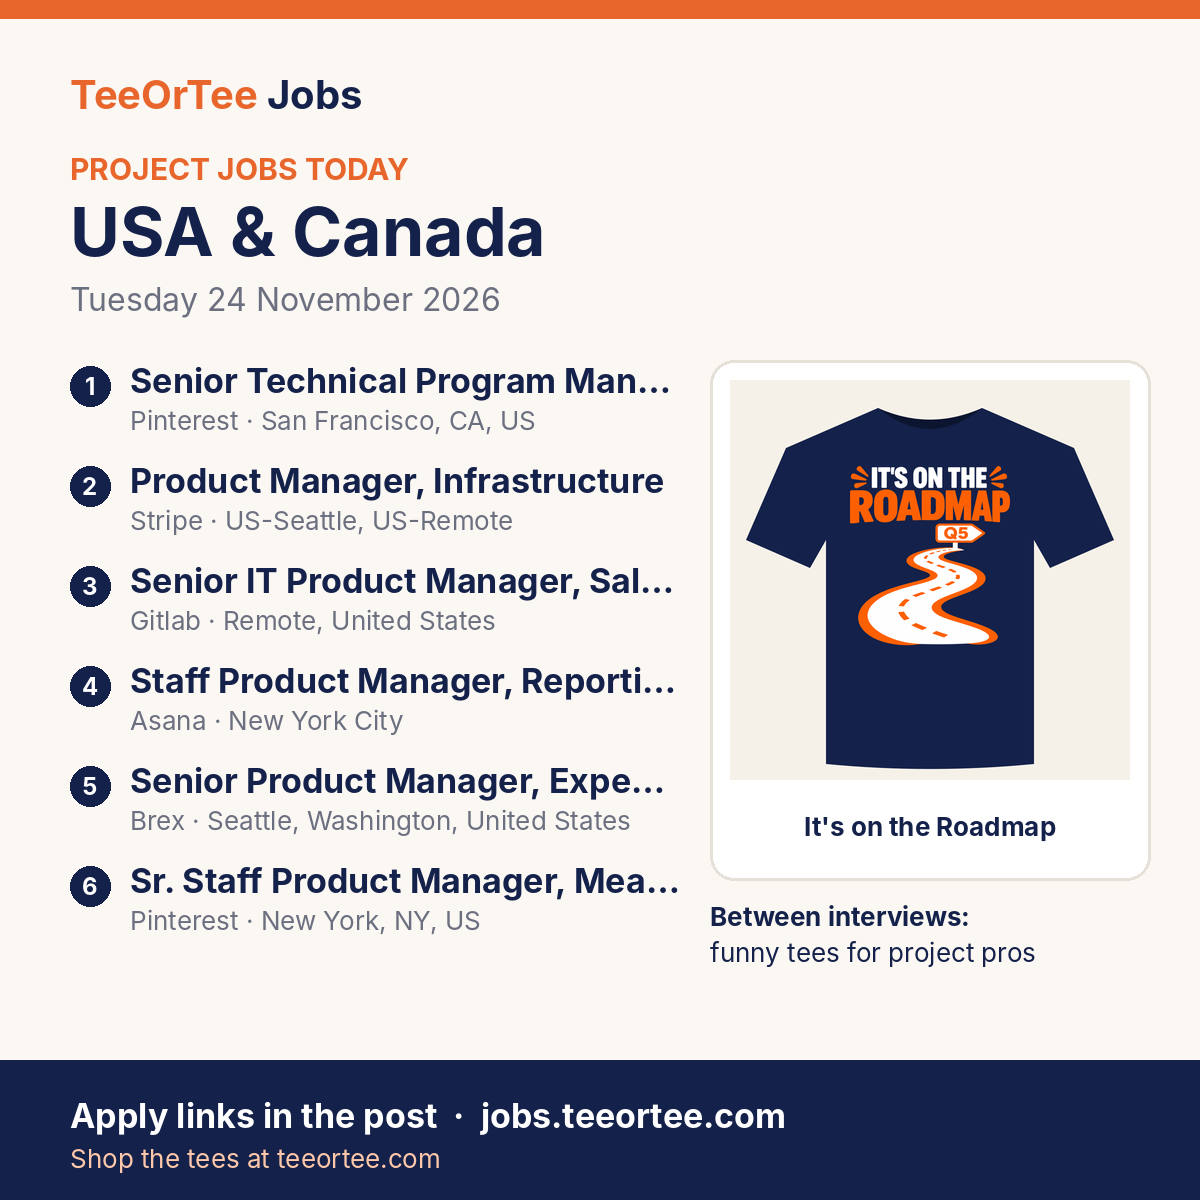 TeeOrTee Jobs
PROJECT JOBS TODAY
USA & Canada
Tuesday 24 November 2026
1 Senior Technical Program Man...
Pinterest · San Francisco, CA, US
2 Product Manager, Infrastructure
Stripe · US-Seattle, US-Remote
3 Senior IT Product Manager, Sal...
Gitlab · Remote, United States
4 Staff Product Manager, Reporti...
Asana · New York City
5 Senior Product Manager, Expe...
Brex · Seattle, Washington, United States
6 Sr. Staff Product Manager, Mea...
Pinterest · New York, NY, US
IT'S ON THE
ROADMAP
Q5
It's on the Roadmap
Between interviews:
funny tees for project pros
Apply links in the post · jobs.teeortee.com
Shop the tees at teeortee.com